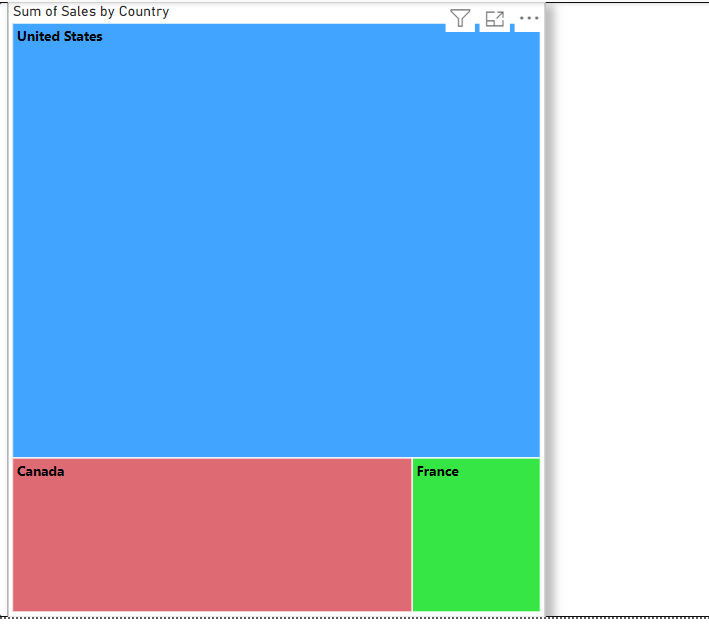 Sum of Sales by Country
United States
Canada
France